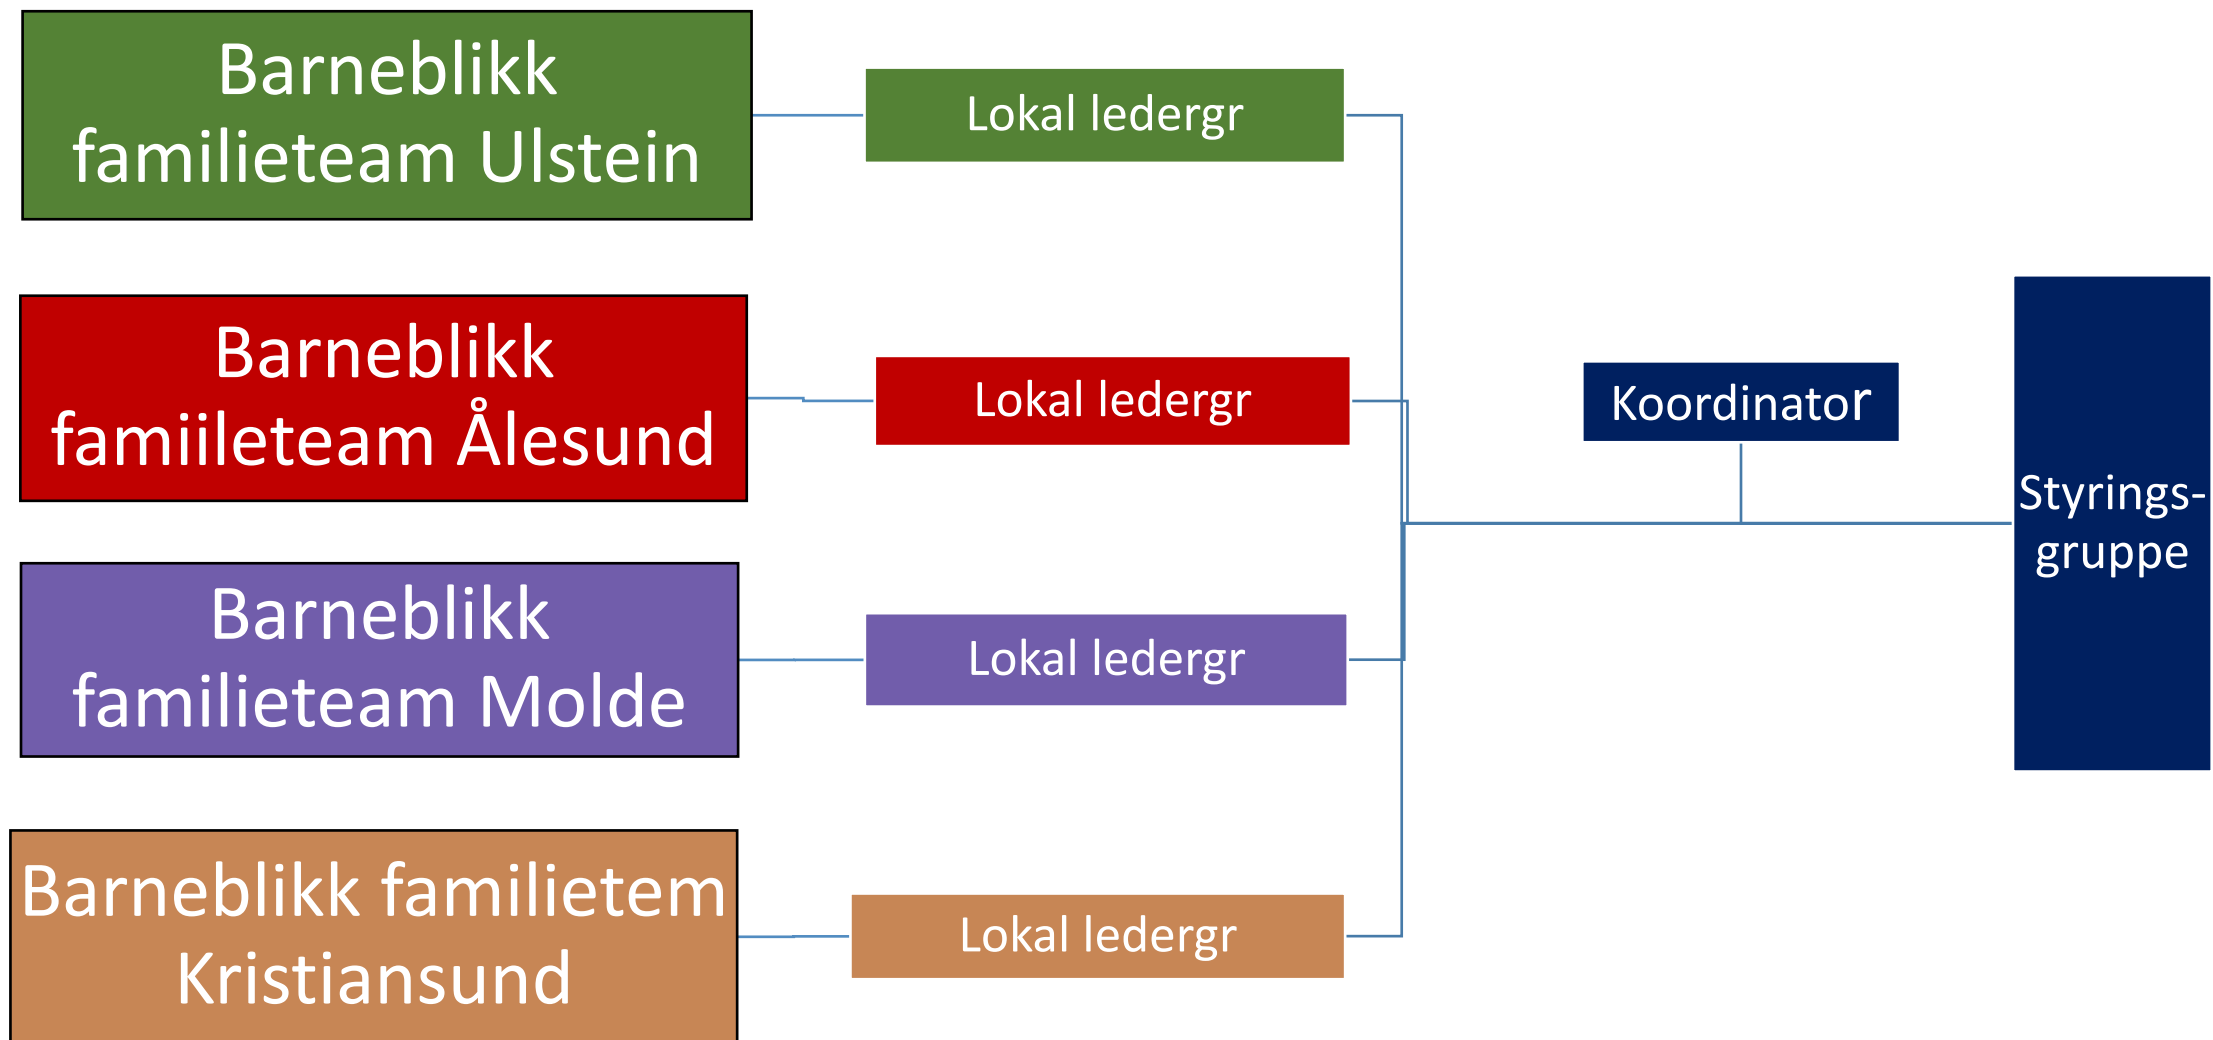 Barneblikk
familieteam Ulstein
Lokal ledergr
Barneblikk
famiileteam Ålesund
Lokal ledergr
Koordinator
Styrings-
gruppe
Barneblikk
familieteam Molde
Lokal ledergr
Barneblikk familietem
Kristiansund
Lokal ledergr